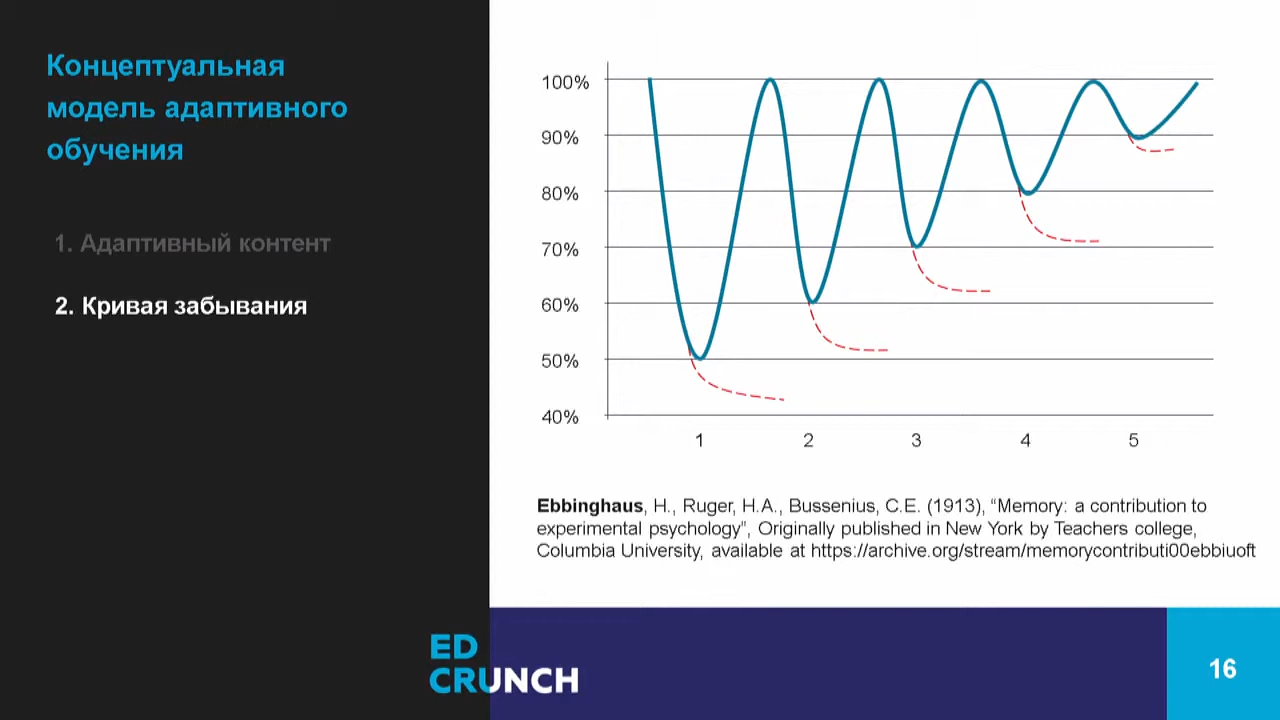 Концептуальная
модель адаптивного
обучения
1. Адаптивный контент
2. Кривая забывания
100%
90%
80%
70%
60%
50%
40%
1 2 3 4 5
Ebbinghaus, H., Ruger, H.A., Bussenius, C.E. (1913), “Memory: a contribution to
experimental psychology”, Originally published in New York by Teachers college,
Columbia University, available at https://archive.org/stream/memorycontributi00ebbiuoft
ED
CRUNCH
16